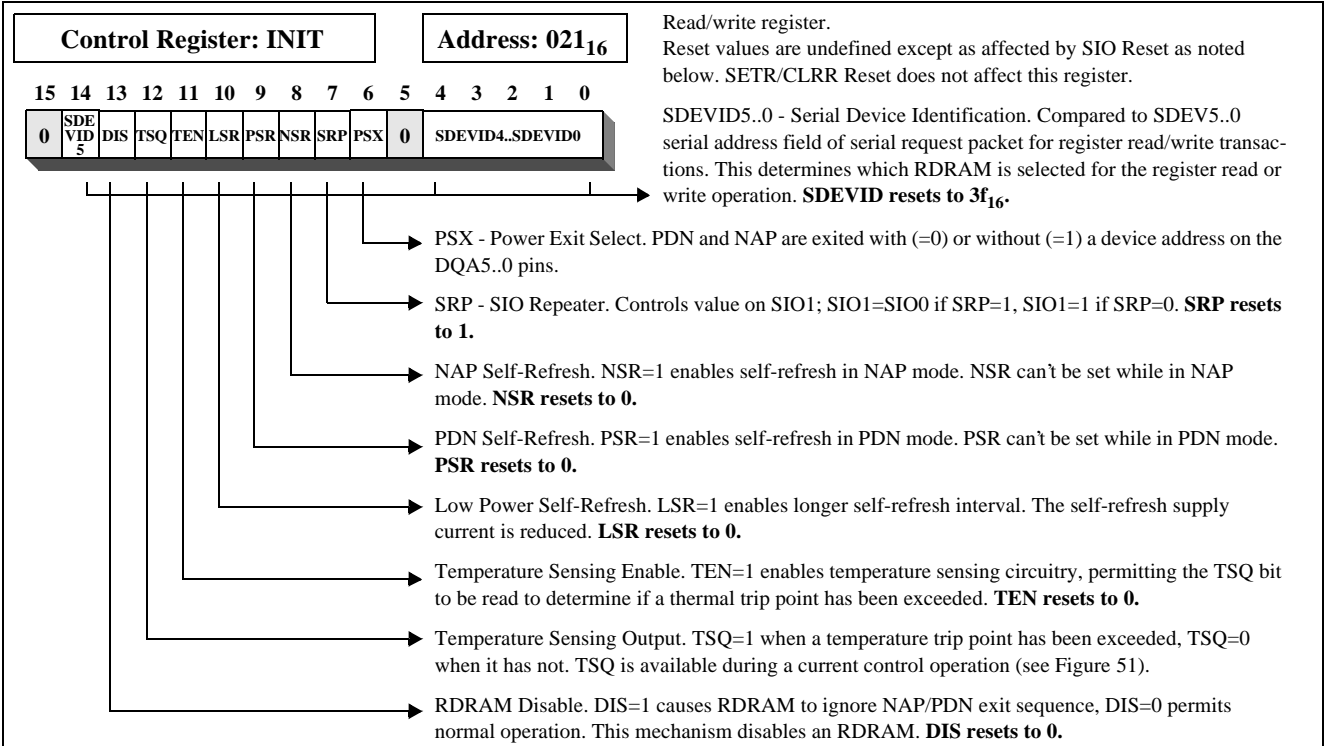 Control Register: INIT
Address: 021₁₆
15 14 13 12 11 10 9 8 7 6 5 4 3 2 1 0
0 SDE VID 5 DIS TSQ TEN LSR PSR NSR SRP PSX 0 SDEVID4..SDEVID0
Read/write register.
Reset values are undefined except as affected by SIO Reset as noted
below. SETR/CLRR Reset does not affect this register.
SDEVID5..0 - Serial Device Identification. Compared to SDEV5..0
serial address field of serial request packet for register read/write transac-
tions. This determines which RDRAM is selected for the register read or
write operation. SDEVID resets to 3f₁₆.
PSX - Power Exit Select. PDN and NAP are exited with (=0) or without (=1) a device address on the
DQA5..0 pins.
SRP - SIO Repeater. Controls value on SIO1; SIO1=SIO0 if SRP=1, SIO1=1 if SRP=0. SRP resets
to 1.
NAP Self-Refresh. NSR=1 enables self-refresh in NAP mode. NSR can't be set while in NAP
mode. NSR resets to 0.
PDN Self-Refresh. PSR=1 enables self-refresh in PDN mode. PSR can't be set while in PDN mode.
PSR resets to 0.
Low Power Self-Refresh. LSR=1 enables longer self-refresh interval. The self-refresh supply
current is reduced. LSR resets to 0.
Temperature Sensing Enable. TEN=1 enables temperature sensing circuitry, permitting the TSQ bit
to be read to determine if a thermal trip point has been exceeded. TEN resets to 0.
Temperature Sensing Output. TSQ=1 when a temperature trip point has been exceeded, TSQ=0
when it has not. TSQ is available during a current control operation (see Figure 51).
RDRAM Disable. DIS=1 causes RDRAM to ignore NAP/PDN exit sequence, DIS=0 permits
normal operation. This mechanism disables an RDRAM. DIS resets to 0.